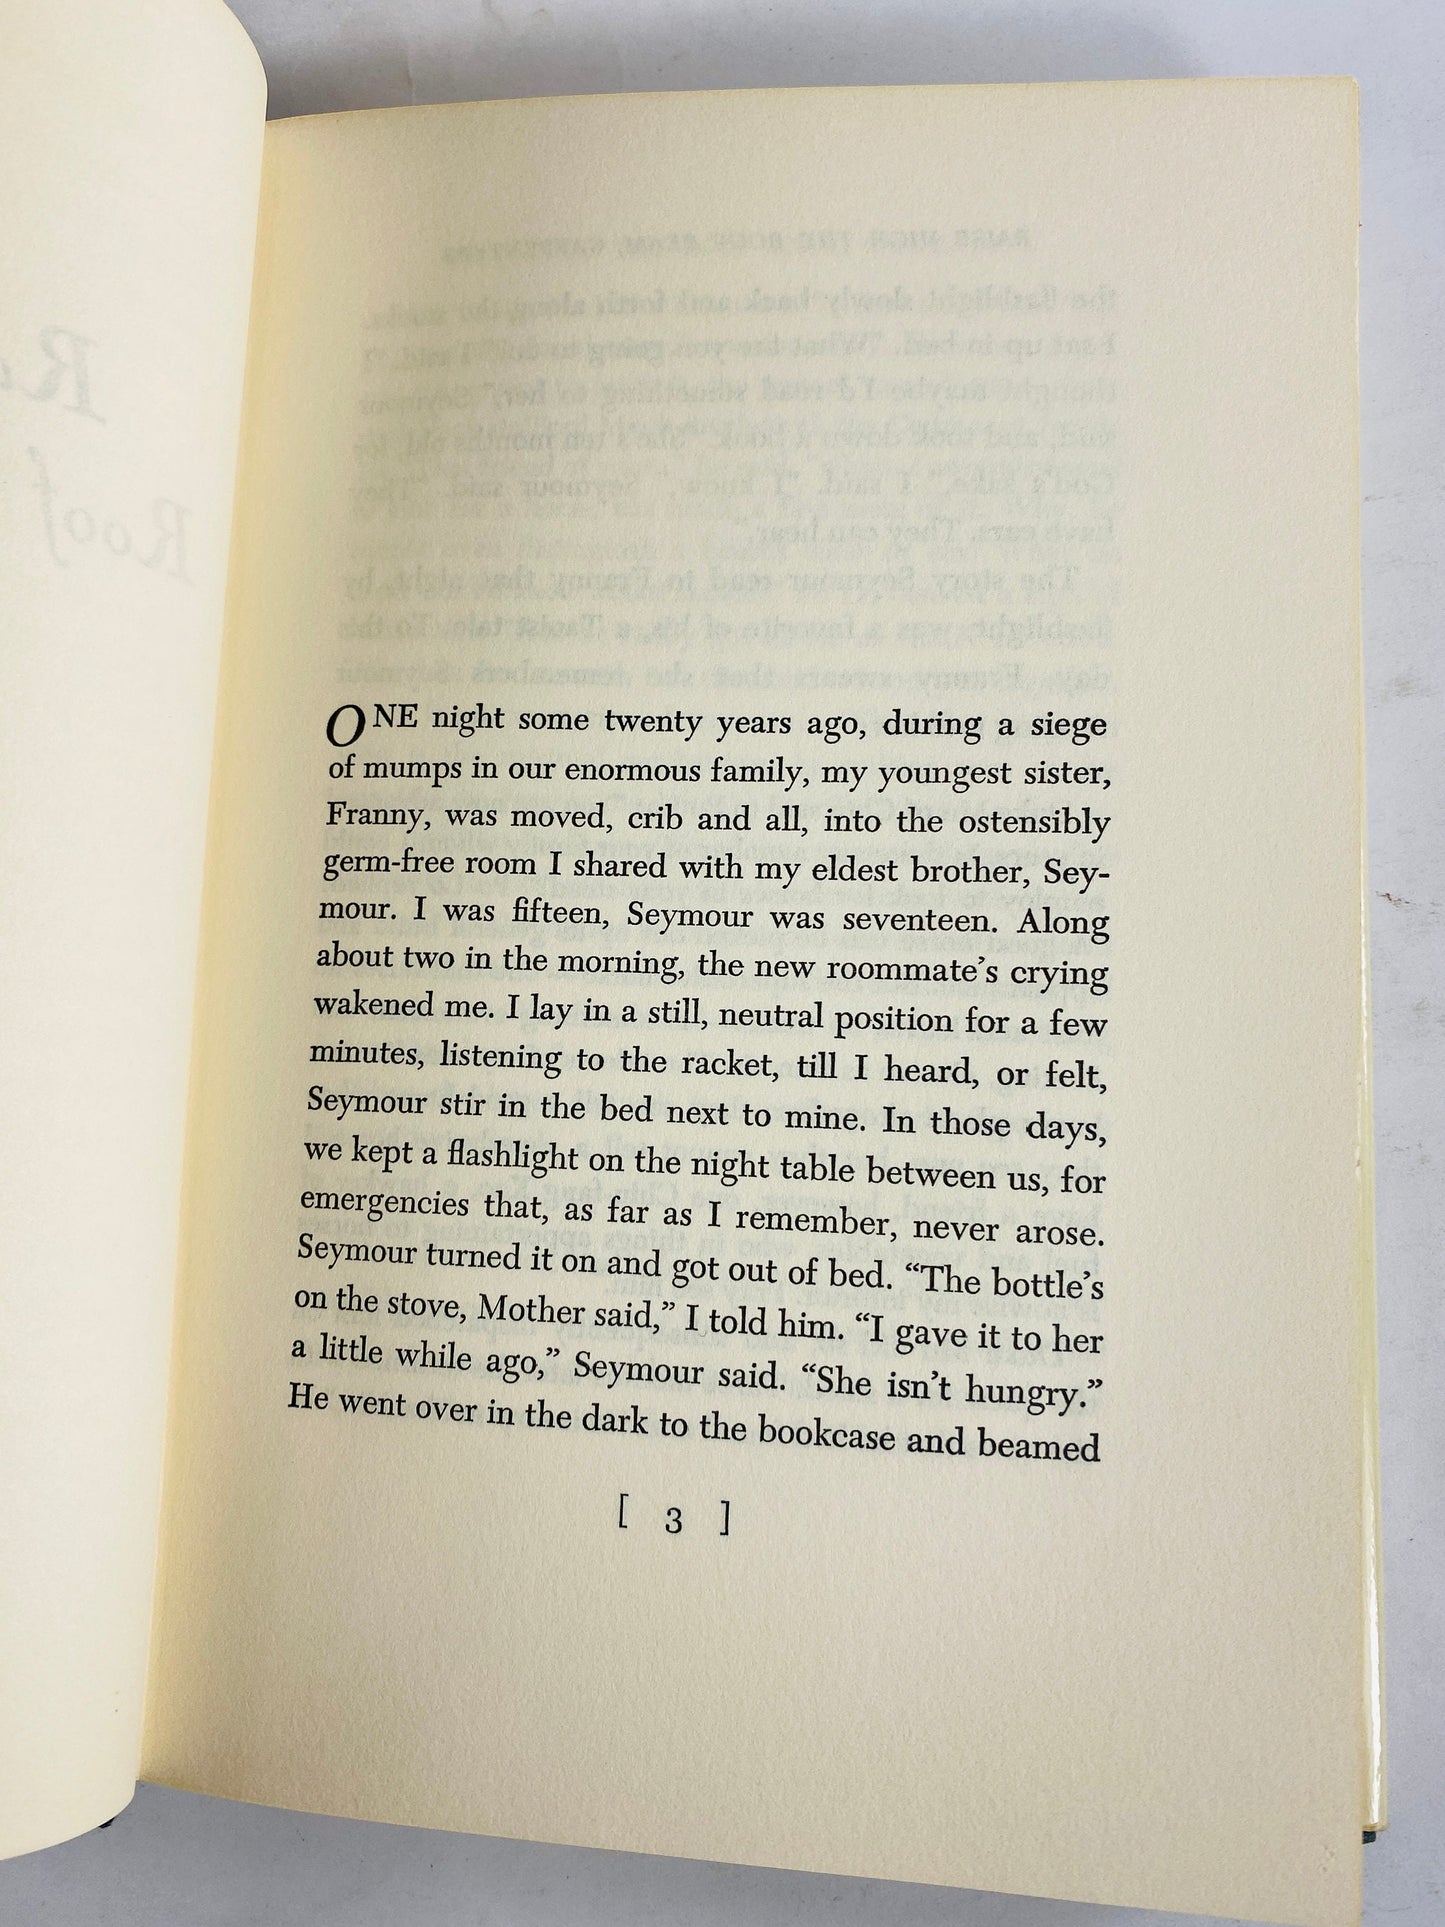 ONE night some twenty years ago, during a siege
of mumps in our enormous family, my youngest sister,
Franny, was moved, crib and all, into the ostensibly
germ-free room I shared with my eldest brother, Sey-
mour. I was fifteen, Seymour was seventeen. Along
about two in the morning, the new roommate's crying
wakened me. I lay in a still, neutral position for a few
minutes, listening to the racket, till I heard, or felt,
Seymour stir in the bed next to mine. In those days,
we kept a flashlight on the night table between us, for
emergencies that, as far as I remember, never arose.
Seymour turned it on and got out of bed. “The bottle's
on the stove, Mother said,” I told him. “I gave it to her
a little while ago,” Seymour said. “She isn't hungry.”
He went over in the dark to the bookcase and beamed
[ 3 ]